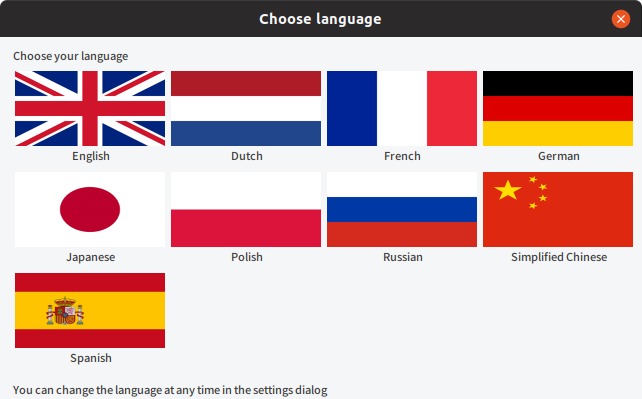 Choose language
Choose your language
English
Dutch
French
German
Japanese
Polish
Russian
Simplified Chinese
Spanish
You can change the language at any time in the settings dialog